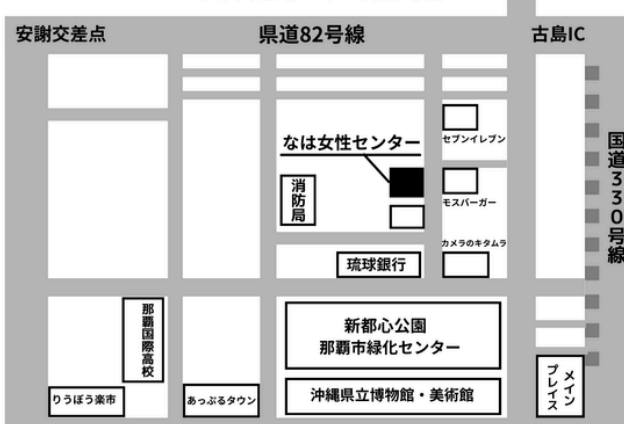 安謝交差点
県道82号線
古島IC
なは女性センター
セブンイレブン
国道330号線
消防局
モスバーガー
カメラのキタムラ
琉球銀行
那覇国際高校
新都心公園
那覇市緑化センター
メイン
プレイス
りうぼう楽市
あっぷるタウン
沖縄県立博物館・美術館